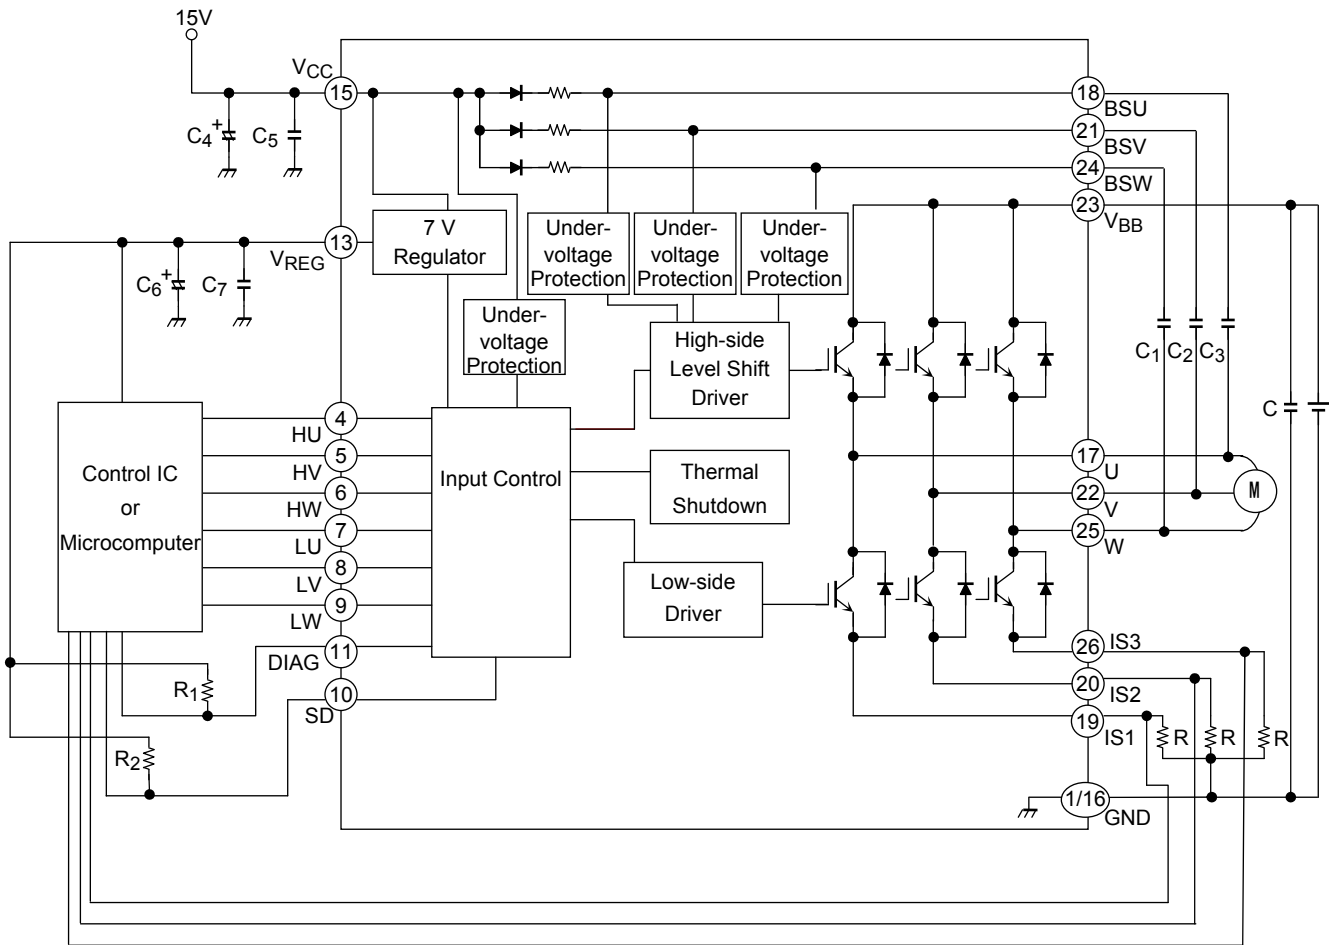 15V
VCC
15
C4
+
C5
18
BSU
21
BSV
24
BSW
23
VBB
13
VREG
C6
+
C7
7 V
Regulator
Under-
voltage
Protection
Under-
voltage
Protection
Under-
voltage
Protection
Under-
voltage
Protection
High-side
Level Shift
Driver
C1
C2
C3
C
Control IC
or
Microcomputer
4
HU
5
HV
6
HW
7
LU
8
LV
9
LW
11
DIAG
10
SD
Input Control
Thermal
Shutdown
Low-side
Driver
17
U
22
V
25
W
M
26
IS3
20
IS2
19
IS1
R
R
R
R1
R2
1/16
GND